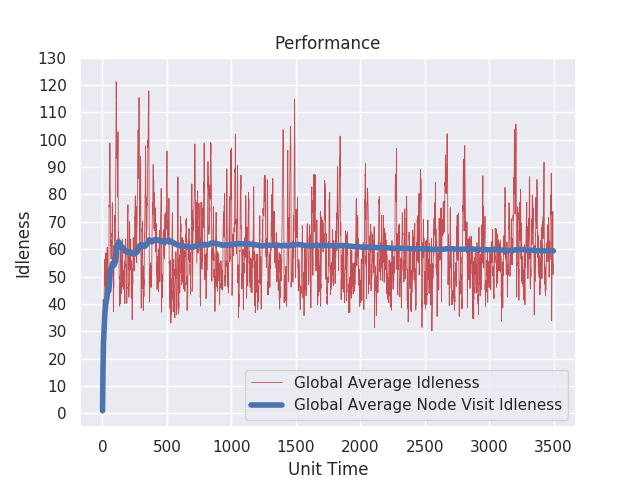 Performance
130
120
110
100
90
80
70
60
50
40
30
20
10
0
Idleness
Global Average Idleness
Global Average Node Visit Idleness
0 500 1000 1500 2000 2500 3000 3500
Unit Time